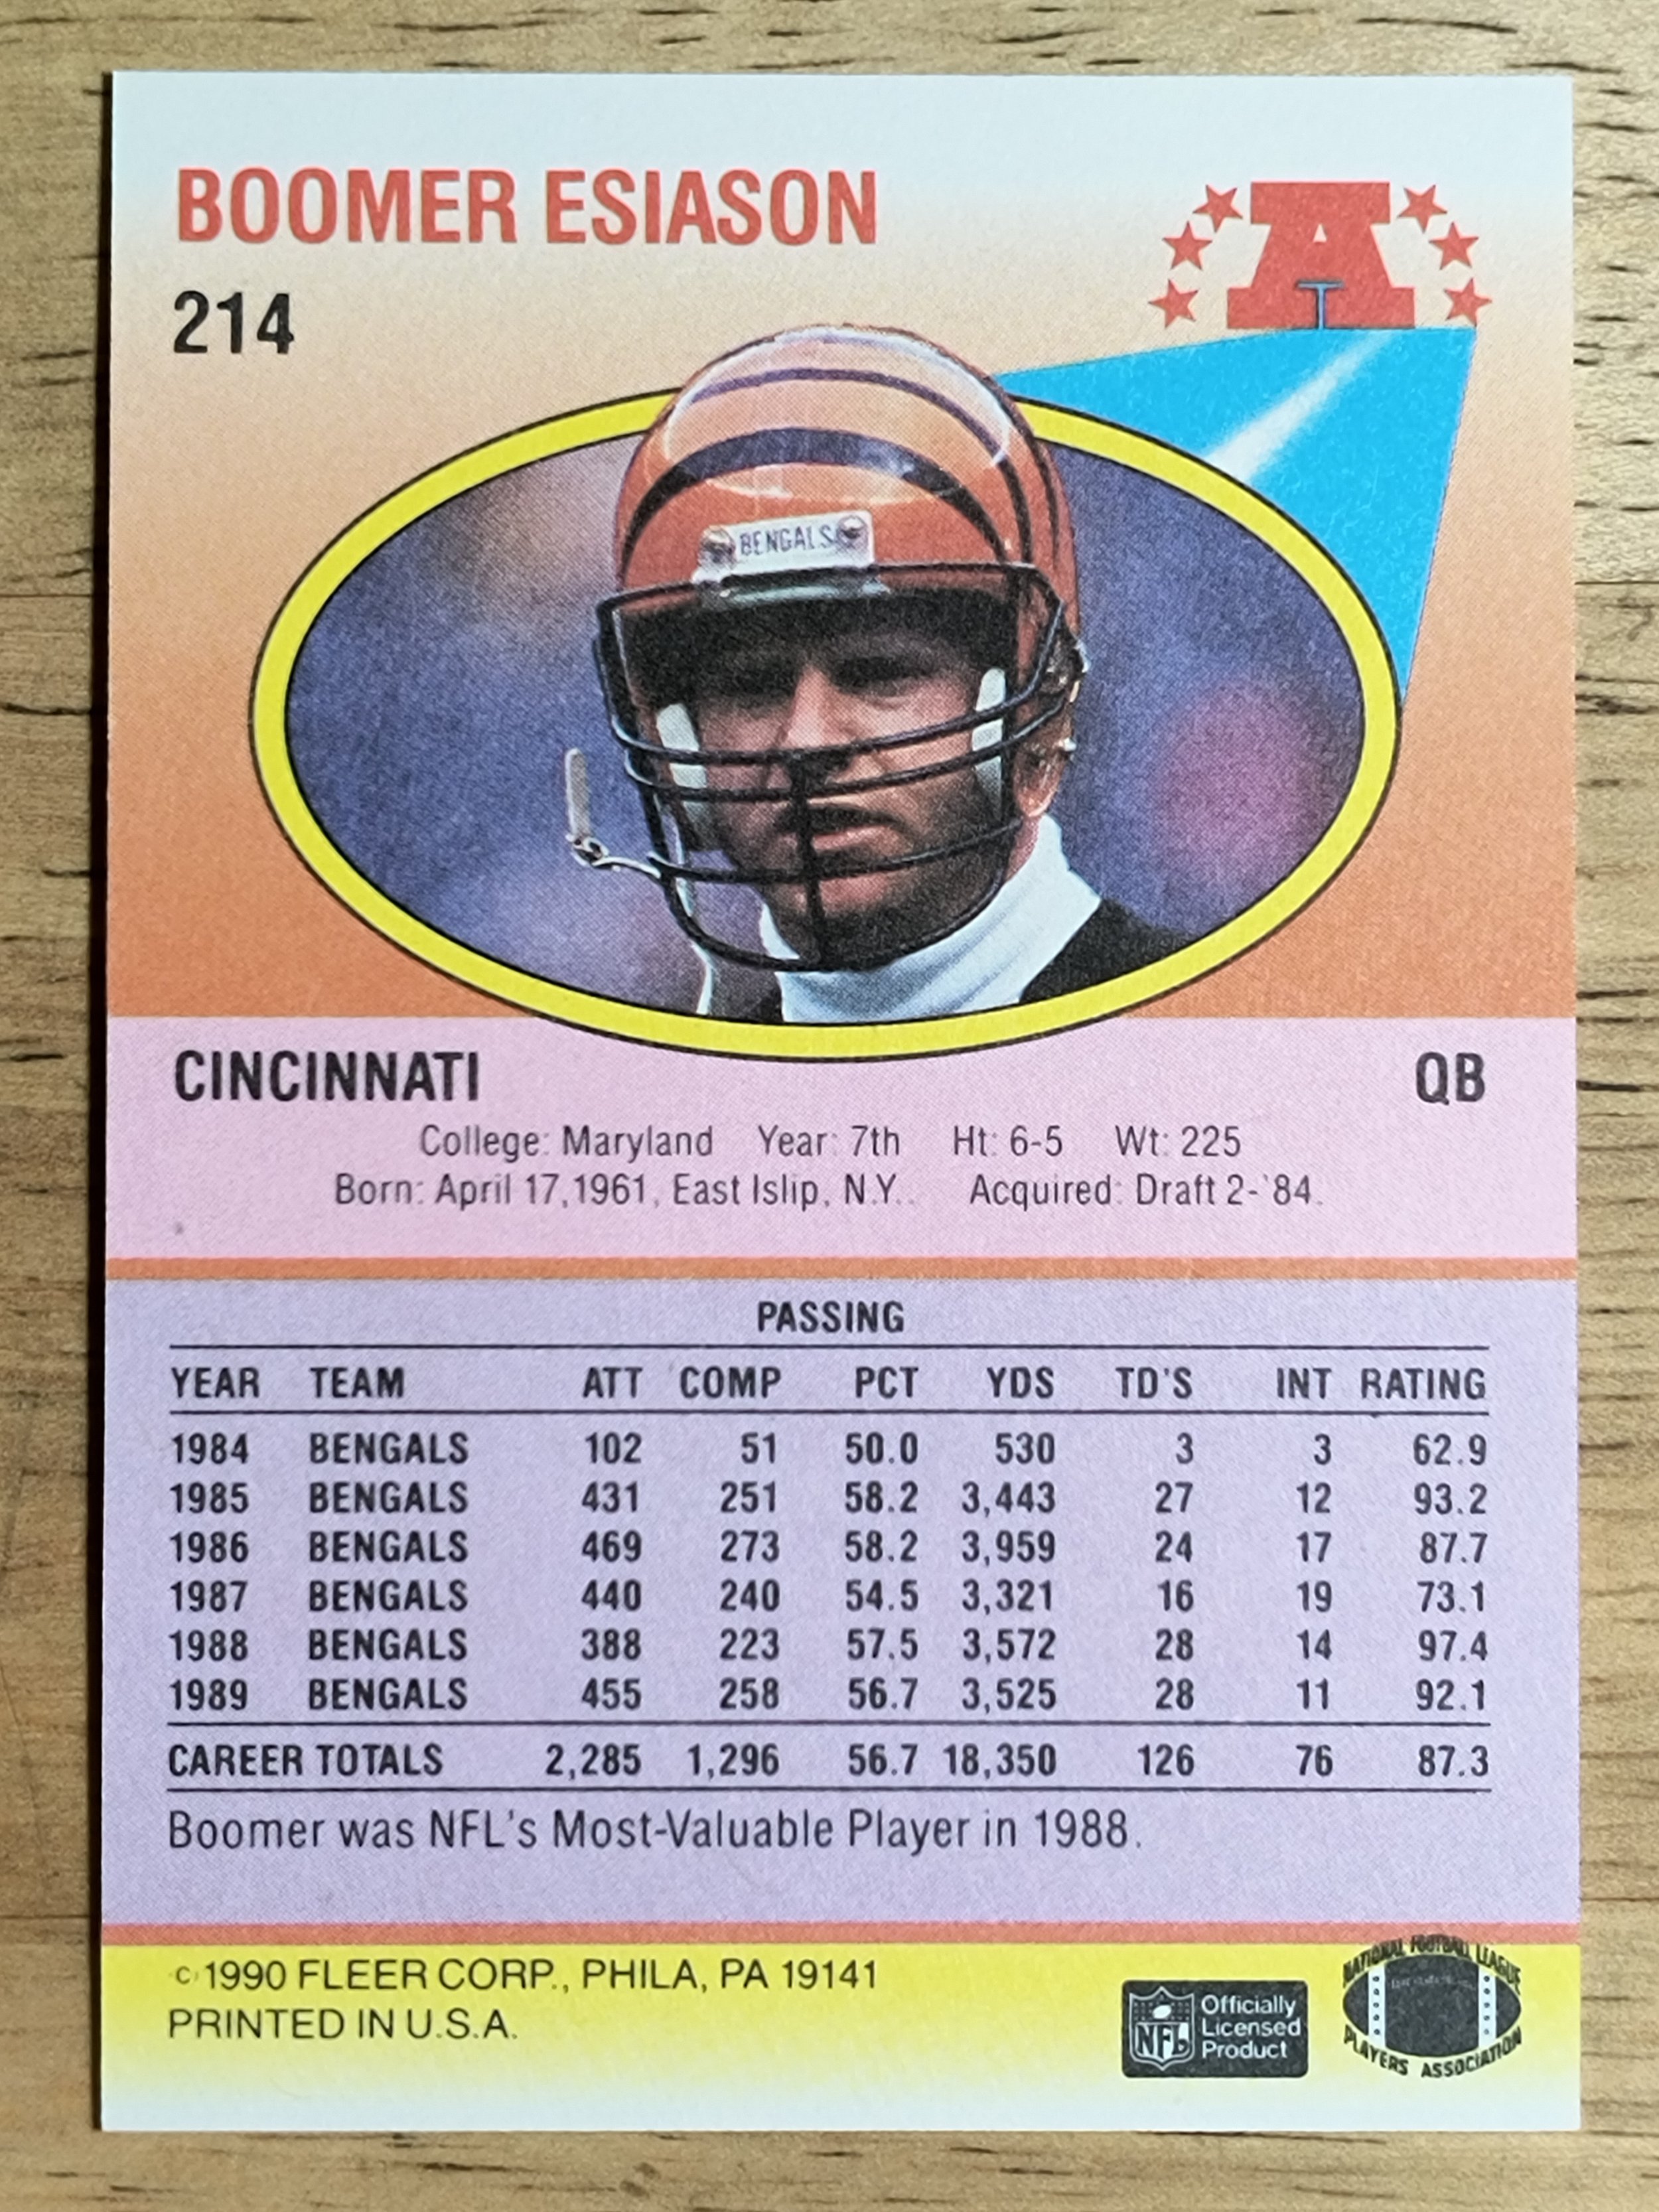 BOOMER ESIASON
214
A
BENGALS
CINCINNATI QB
College: Maryland Year: 7th Ht: 6-5 Wt: 225
Born: April 17,1961, East Islip, N.Y.. Acquired: Draft 2-'84.
PASSING
YEAR TEAM ATT COMP PCT YDS TD'S INT RATING
1984 BENGALS 102 51 50.0 530 3 3 62.9
1985 BENGALS 431 251 58.2 3,443 27 12 93.2
1986 BENGALS 469 273 58.2 3,959 24 17 87.7
1987 BENGALS 440 240 54.5 3,321 16 19 73.1
1988 BENGALS 388 223 57.5 3,572 28 14 97.4
1989 BENGALS 455 258 56.7 3,525 28 11 92.1
CAREER TOTALS 2,285 1,296 56.7 18,350 126 76 87.3
Boomer was NFL's Most-Valuable Player in 1988.
©1990 FLEER CORP., PHILA, PA 19141
PRINTED IN U.S.A.
NFL
Officially
Licensed
Product
NATIONAL FOOTBALL LEAGUE
PLAYERS ASSOCIATION